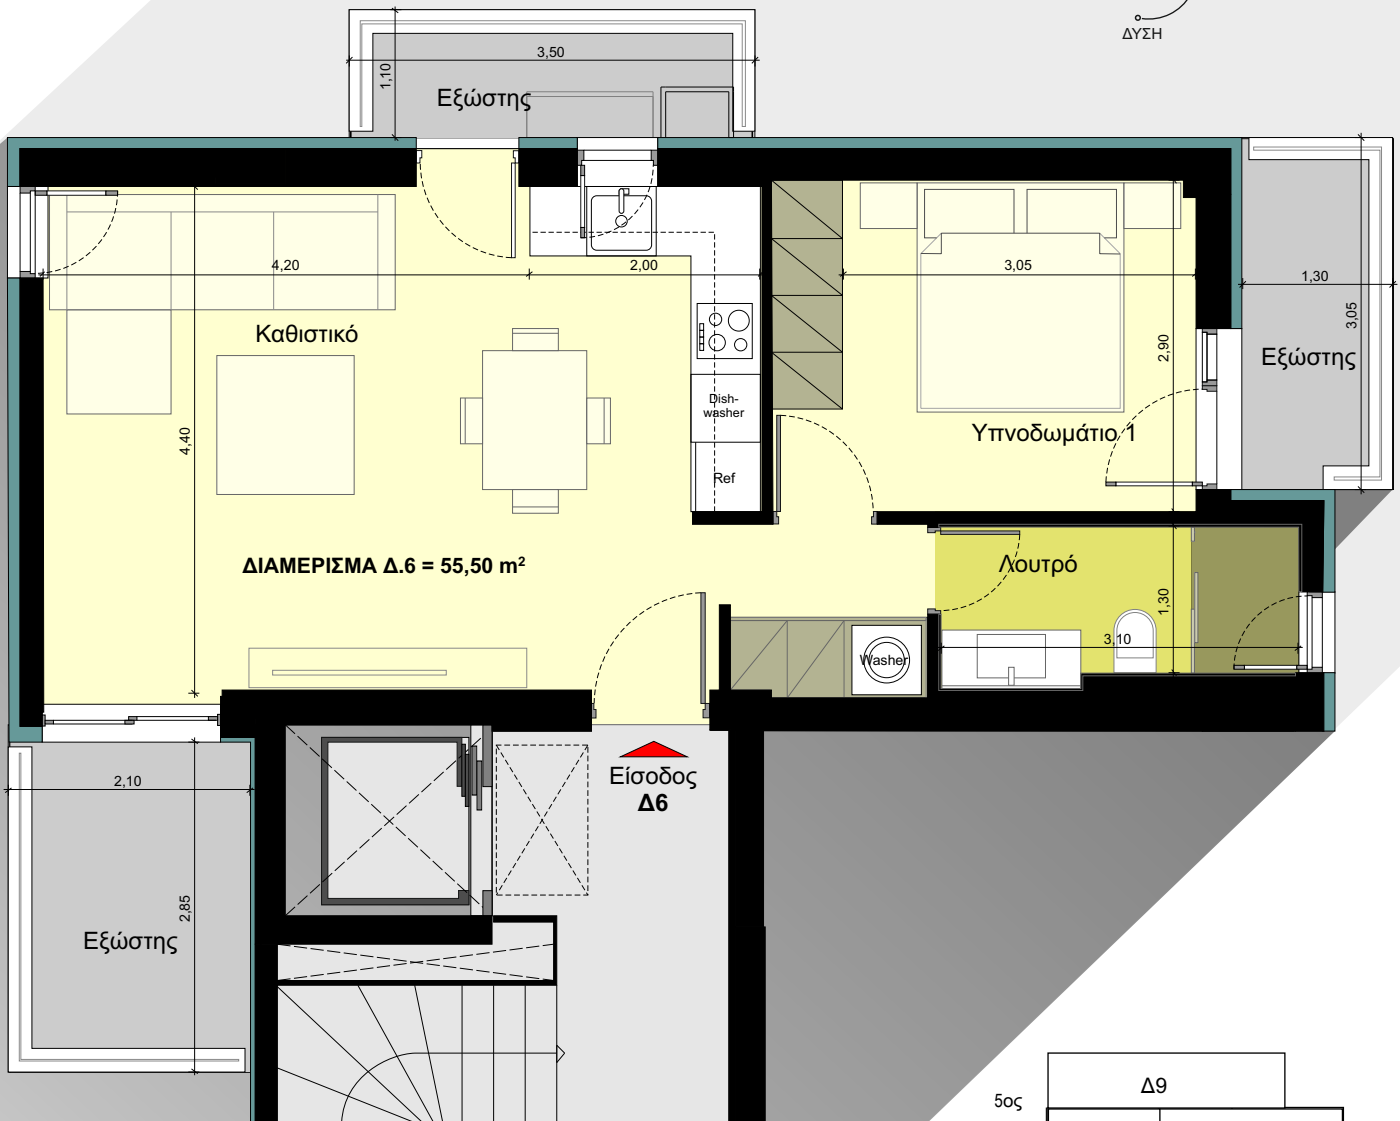 ΔΥΣΗ
3,50
1,10
Εξώστης
4,20
2,00
3,05
1,30
3,05
Καθιστικό
2,90
Εξώστης
Dish-
washer
Υπνοδωμάτιο 1
4,40
Ref
ΔΙΑΜΕΡΙΣΜΑ Δ.6 = 55,50 m²
Λουτρό
1,30
3,10
Washer
Είσοδος
Δ6
2,10
2,85
Εξώστης
Δ9
5ος